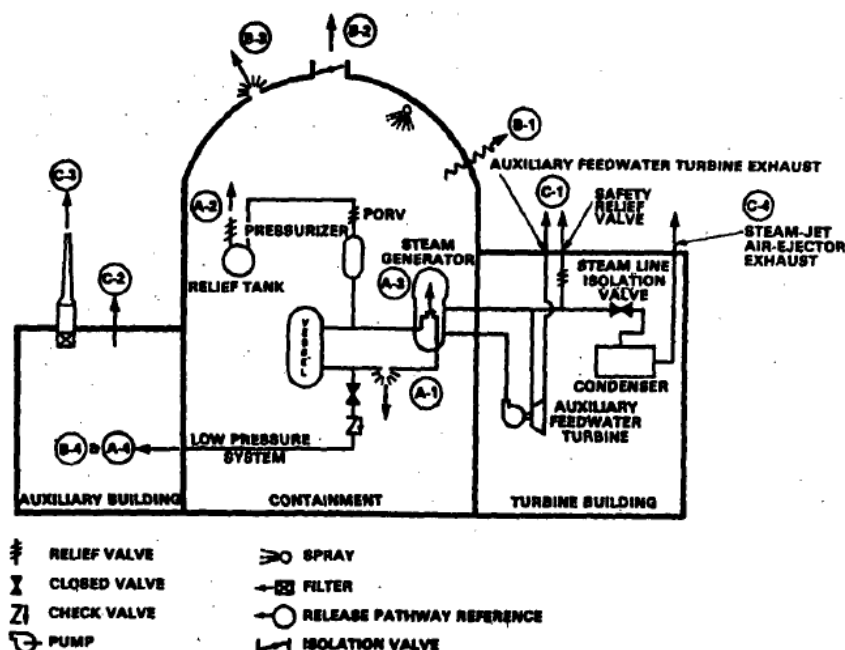 B-3
B-2
B-1
AUXILIARY FEEDWATER TURBINE EXHAUST
C-3
C-1
SAFETY
RELIEF
VALVE
C-4
STEAM-JET
AIR-EJECTOR
EXHAUST
A-2
PORV
PRESSURIZER
STEAM
GENERATOR
RELIEF TANK
A-3
STEAM LINE
ISOLATION
VALVE
C-2
VESSEL
CONDENSER
A-1
AUXILIARY
FEEDWATER
TURBINE
B-4 & A-4
LOW PRESSURE
SYSTEM
AUXILIARY BUILDING
CONTAINMENT
TURBINE BUILDING
RELIEF VALVE
SPRAY
CLOSED VALVE
FILTER
CHECK VALVE
RELEASE PATHWAY REFERENCE
PUMP
ISOLATION VALVE